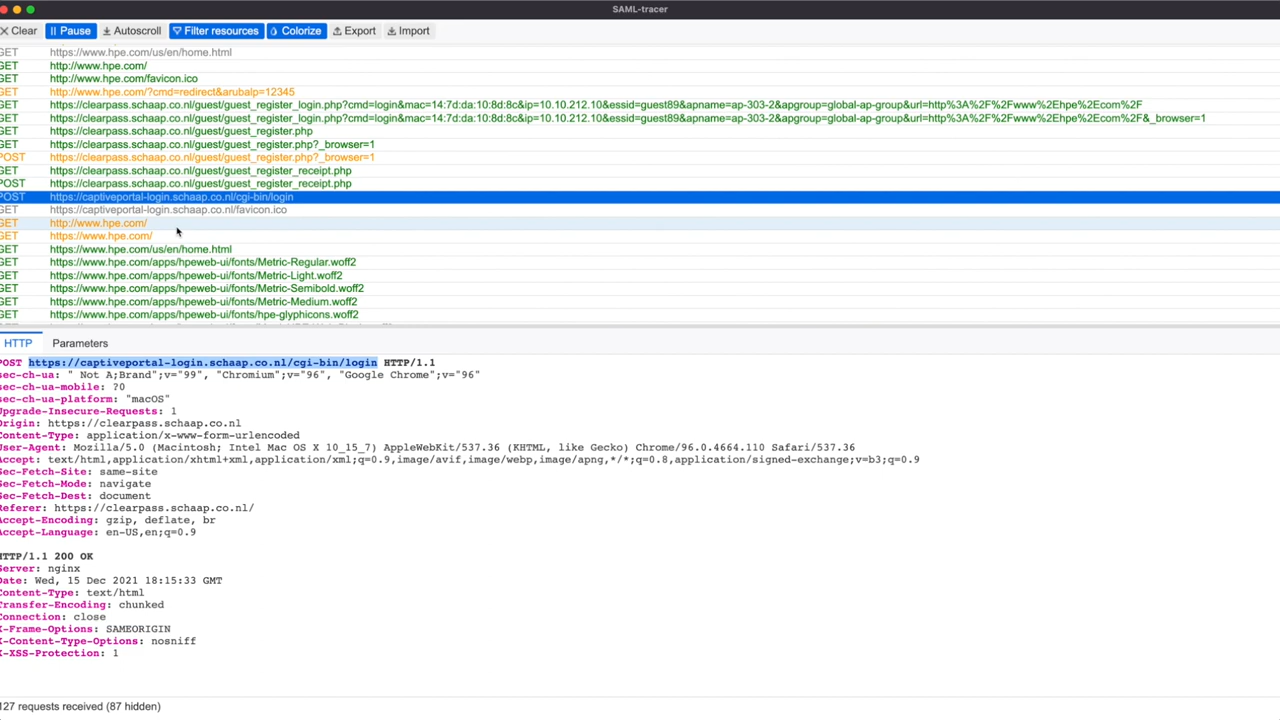 SAML-tracer
Clear
Pause
Autoscroll
Filter resources
Colorize
Export
Import
GET https://www.hpe.com/us/en/home.html
GET http://www.hpe.com/
GET http://www.hpe.com/favicon.ico
GET http://www.hpe.com/?cmd=redirect&arubalp=12345
GET https://clearpass.schaap.co.nl/guest/guest_register_login.php?cmd=login&mac=14:7d:da:10:8d:8c&ip=10.10.212.10&essid=guest89&apname=ap-303-2&apgroup=global-ap-group&url=http%3A%2F%2Fwww%2Ehpe%2Ecom%2F
GET https://clearpass.schaap.co.nl/guest/guest_register_login.php?cmd=login&mac=14:7d:da:10:8d:8c&ip=10.10.212.10&essid=guest89&apname=ap-303-2&apgroup=global-ap-group&url=http%3A%2F%2Fwww%2Ehpe%2Ecom%2F&_browser=1
GET https://clearpass.schaap.co.nl/guest/guest_register.php
GET https://clearpass.schaap.co.nl/guest/guest_register.php?_browser=1
POST https://clearpass.schaap.co.nl/guest/guest_register.php?_browser=1
GET https://clearpass.schaap.co.nl/guest/guest_register_receipt.php
POST https://clearpass.schaap.co.nl/guest/guest_register_receipt.php
POST https://captiveportal-login.schaap.co.nl/cgi-bin/login
GET https://captiveportal-login.schaap.co.nl/favicon.ico
GET http://www.hpe.com/
GET https://www.hpe.com/
GET https://www.hpe.com/us/en/home.html
GET https://www.hpe.com/apps/hpeweb-ui/fonts/Metric-Regular.woff2
GET https://www.hpe.com/apps/hpeweb-ui/fonts/Metric-Light.woff2
GET https://www.hpe.com/apps/hpeweb-ui/fonts/Metric-Semibold.woff2
GET https://www.hpe.com/apps/hpeweb-ui/fonts/Metric-Medium.woff2
GET https://www.hpe.com/apps/hpeweb-ui/fonts/hpe-glyphicons.woff2
HTTP Parameters
POST https://captiveportal-login.schaap.co.nl/cgi-bin/login HTTP/1.1
sec-ch-ua: " Not A;Brand";v="99", "Chromium";v="96", "Google Chrome";v="96"
sec-ch-ua-mobile: ?0
sec-ch-ua-platform: "macOS"
Upgrade-Insecure-Requests: 1
Origin: https://clearpass.schaap.co.nl
Content-Type: application/x-www-form-urlencoded
User-Agent: Mozilla/5.0 (Macintosh; Intel Mac OS X 10_15_7) AppleWebKit/537.36 (KHTML, like Gecko) Chrome/96.0.4664.110 Safari/537.36
Accept: text/html,application/xhtml+xml,application/xml;q=0.9,image/avif,image/webp,image/apng,*/*;q=0.8,application/signed-exchange;v=b3;q=0.9
Sec-Fetch-Site: same-site
Sec-Fetch-Mode: navigate
Sec-Fetch-Dest: document
Referer: https://clearpass.schaap.co.nl/
Accept-Encoding: gzip, deflate, br
Accept-Language: en-US,en;q=0.9
HTTP/1.1 200 OK
Server: nginx
Date: Wed, 15 Dec 2021 18:15:33 GMT
Content-Type: text/html
Transfer-Encoding: chunked
Connection: close
X-Frame-Options: SAMEORIGIN
X-Content-Type-Options: nosniff
X-XSS-Protection: 1
127 requests received (87 hidden)